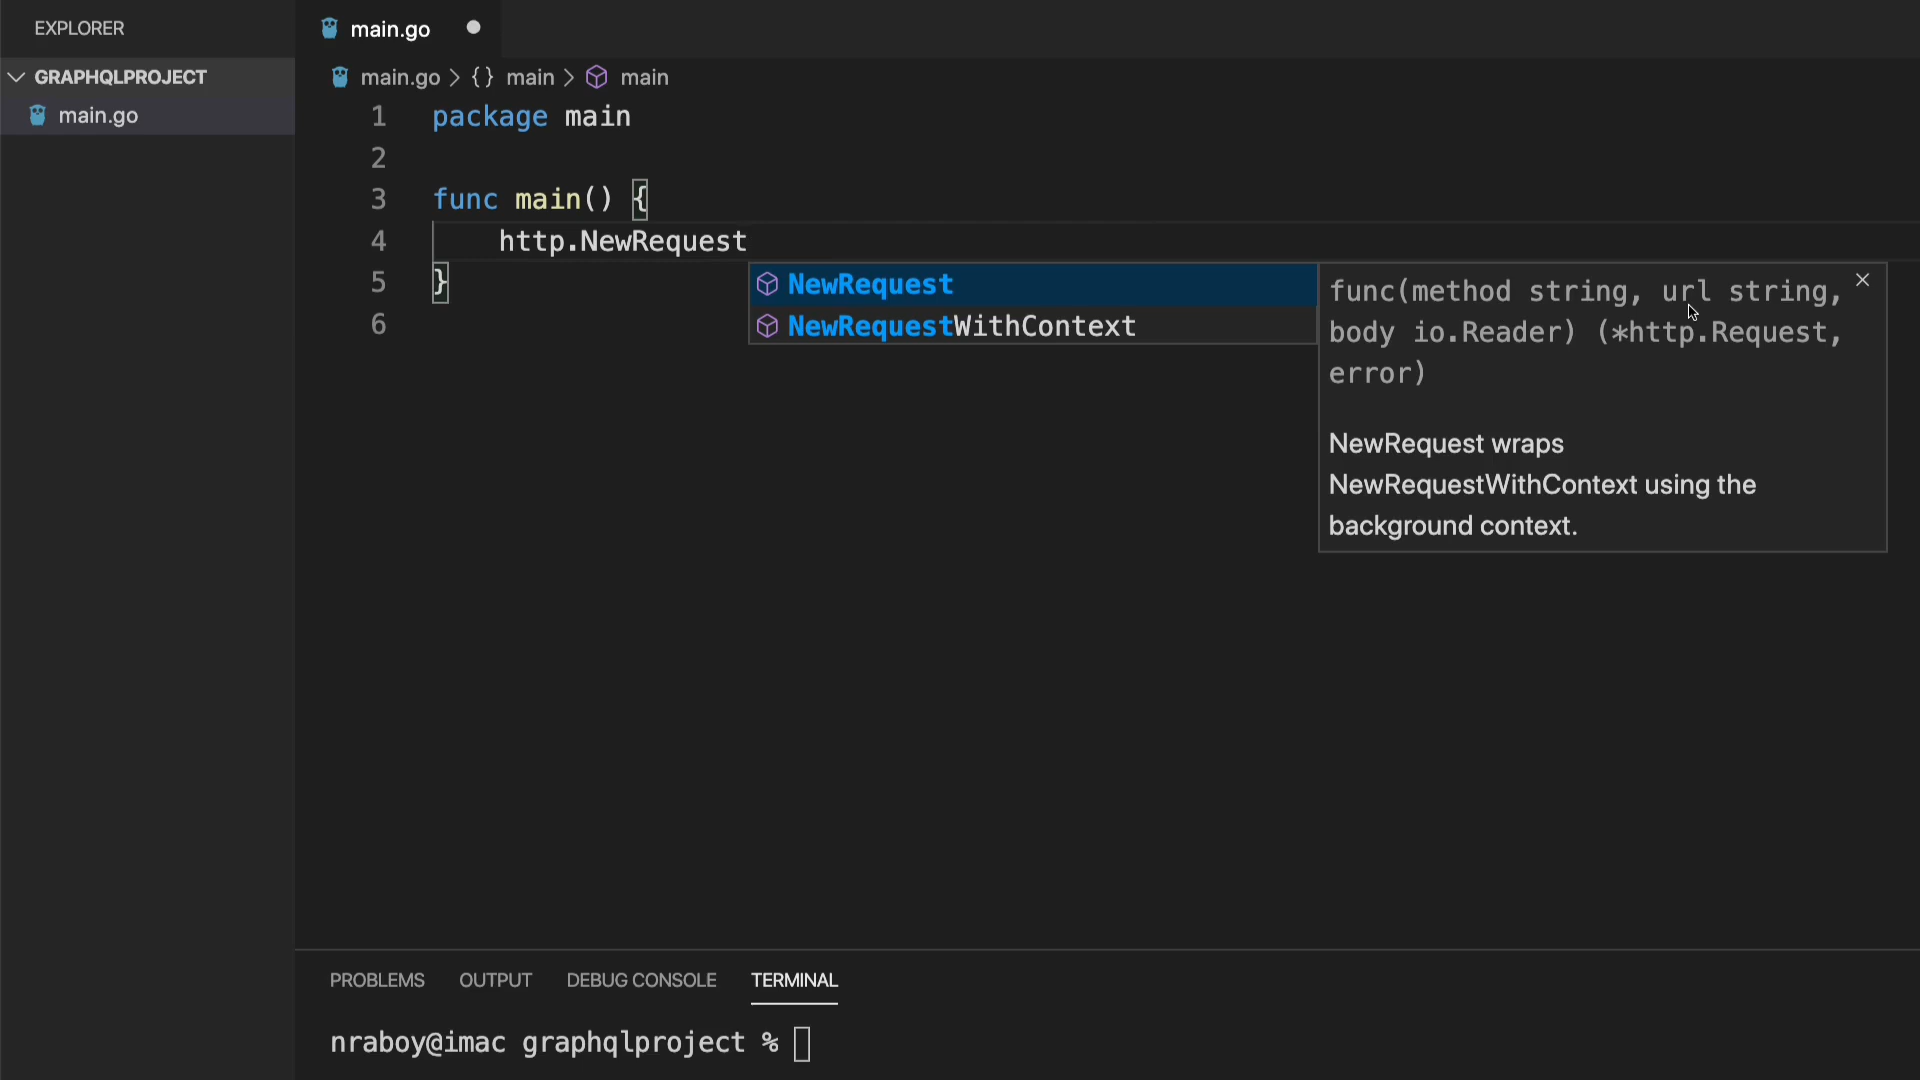 EXPLORER
GRAPHQLPROJECT
main.go
main.go
main.go > {} main > main
1 package main
2
3 func main() {
4 http.NewRequest
5 }
6
NewRequest
NewRequestWithContext
func(method string, url string,
body io.Reader) (*http.Request,
error)
NewRequest wraps
NewRequestWithContext using the
background context.
PROBLEMS OUTPUT DEBUG CONSOLE TERMINAL
nraboy@imac graphqlproject %